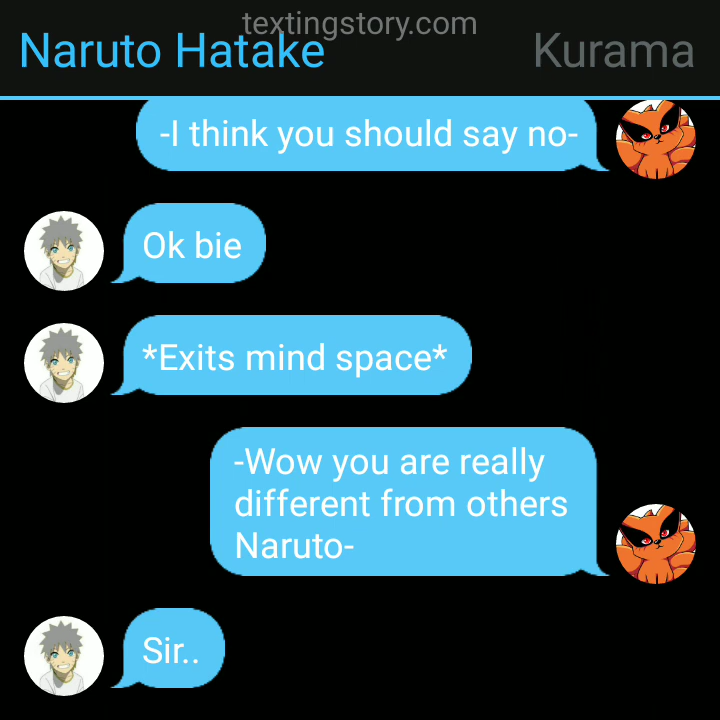 textingstory.com
Naruto Hatake
Kurama
-I think you should say no-
Ok bie
*Exits mind space*
-Wow you are really
different from others
Naruto-
Sir..